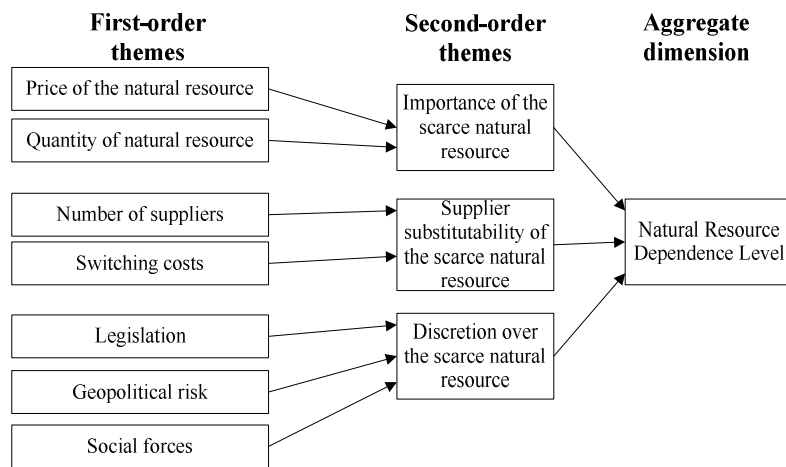 First-order
themes
Second-order
themes
Aggregate
dimension
Price of the natural resource
Quantity of natural resource
Number of suppliers
Switching costs
Legislation
Geopolitical risk
Social forces
Importance of the
scarce natural
resource
Supplier
substitutability of
the scarce natural
resource
Discretion over
the scarce natural
resource
Natural Resource
Dependence Level